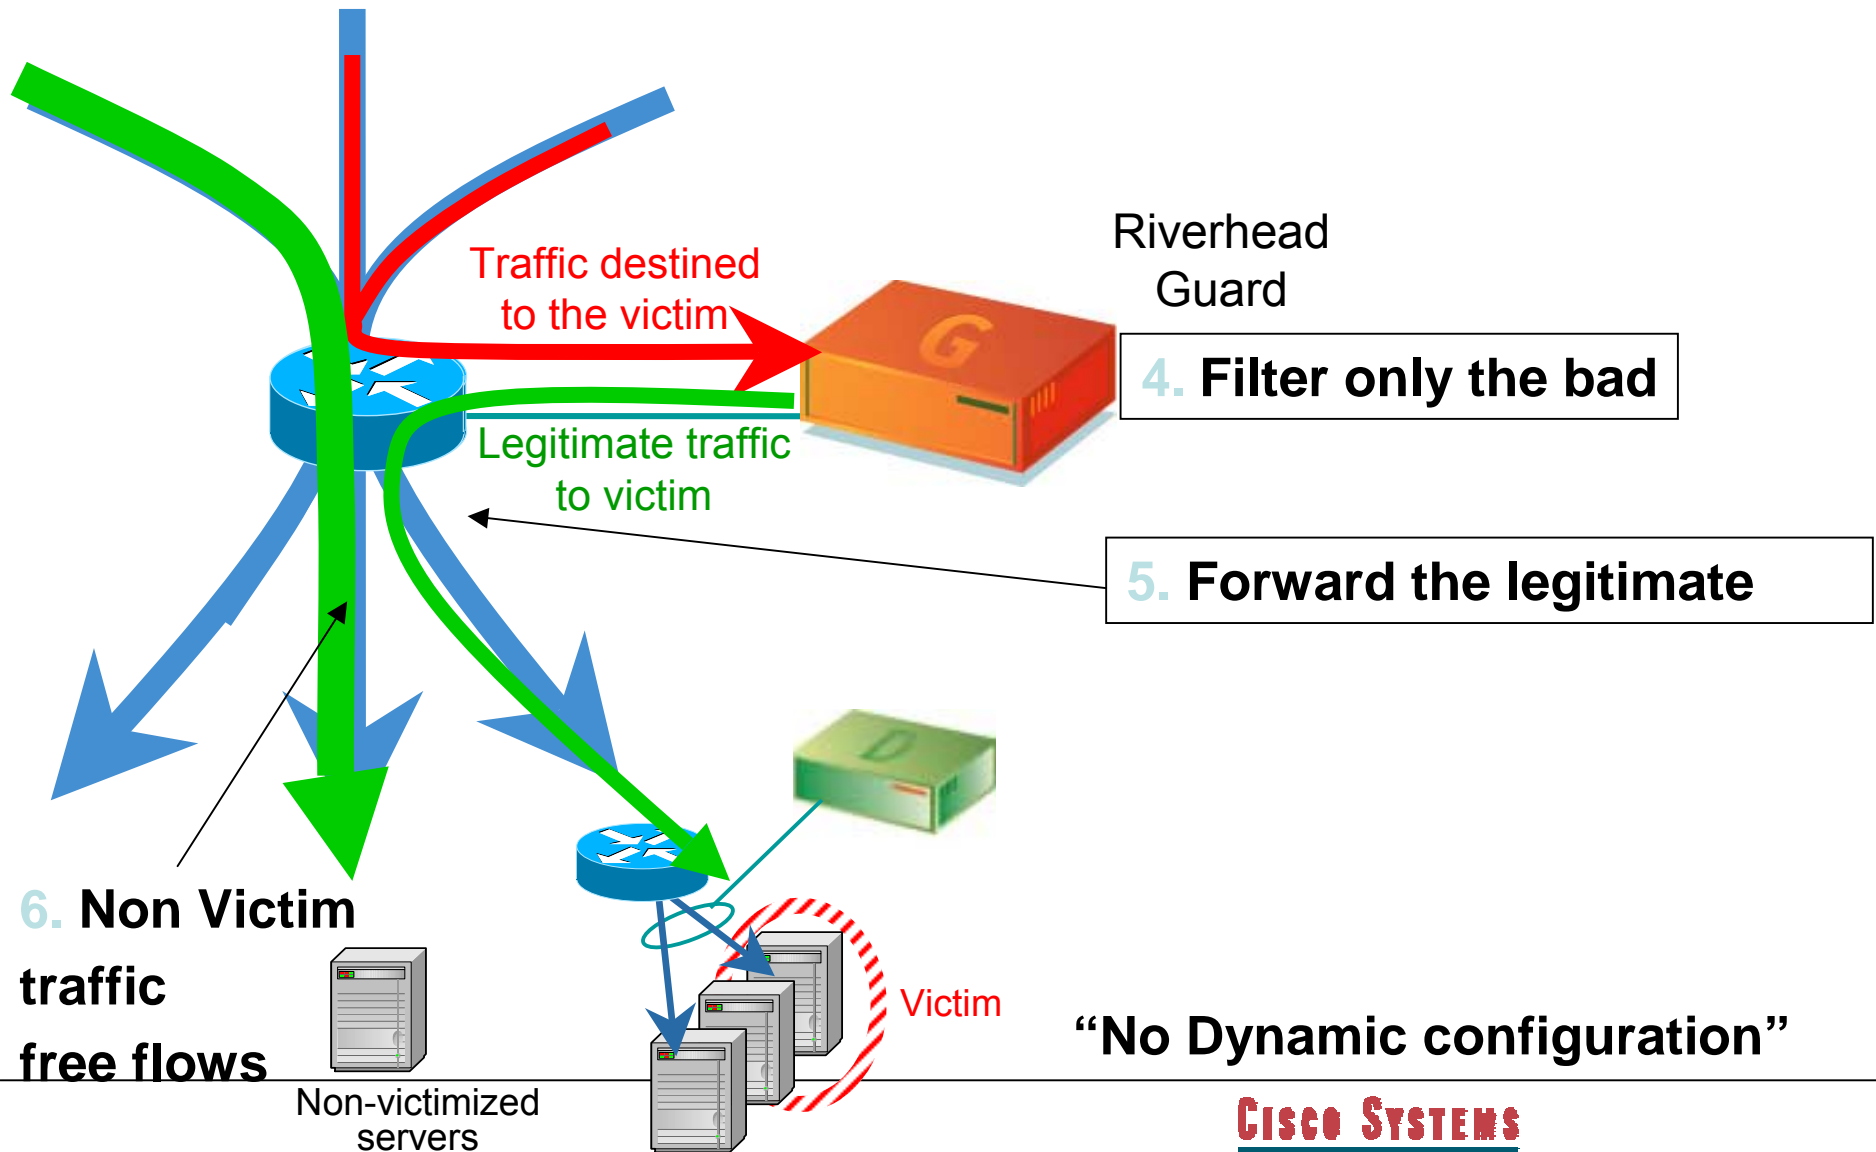 Riverhead
Guard
Traffic destined
to the victim
G
4. Filter only the bad
Legitimate traffic
to victim
5. Forward the legitimate
D
6. Non Victim
traffic
free flows
Victim
"No Dynamic configuration"
Non-victimized
servers
CISCO SYSTEMS